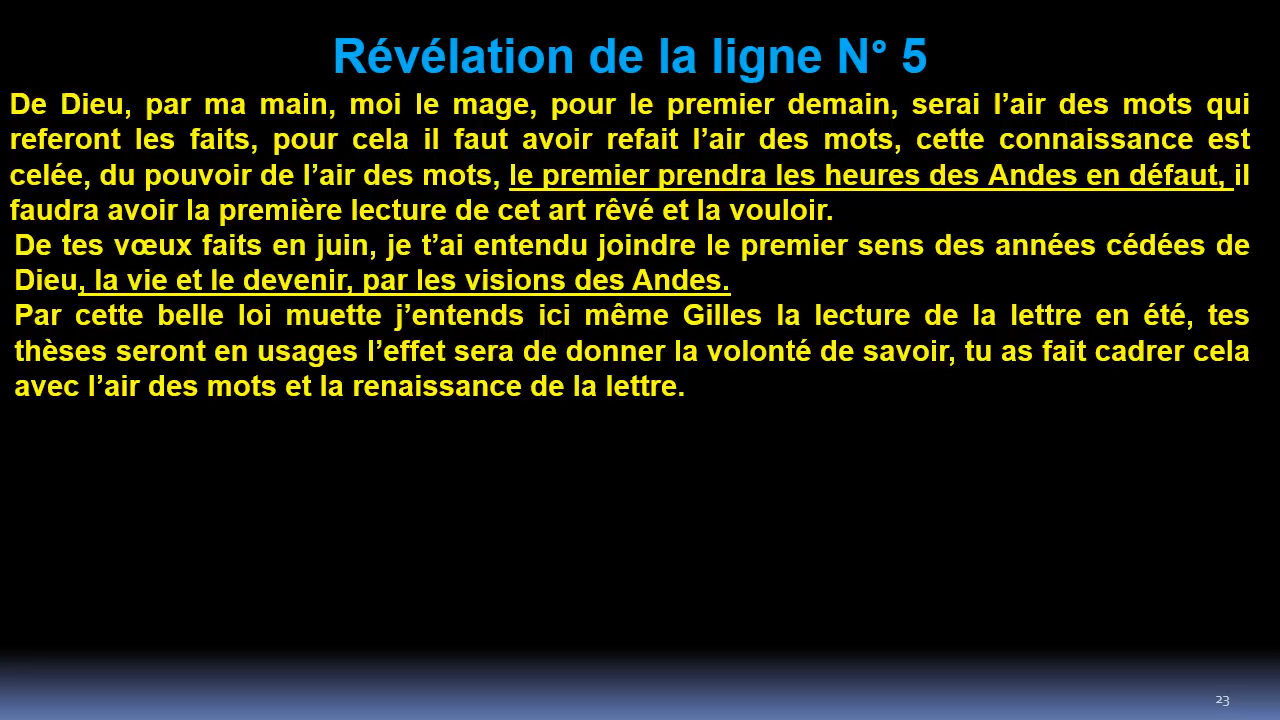 Révélation de la ligne N° 5
De Dieu, par ma main, moi le mage, pour le premier demain, serai l’air des mots qui
referont les faits, pour cela il faut avoir refait l’air des mots, cette connaissance est
celée, du pouvoir de l’air des mots, le premier prendra les heures des Andes en défaut, il
faudra avoir la première lecture de cet art rêvé et la vouloir.
De tes vœux faits en juin, je t’ai entendu joindre le premier sens des années cédées de
Dieu, la vie et le devenir, par les visions des Andes.
Par cette belle loi muette j’entends ici même Gilles la lecture de la lettre en été, tes
thèses seront en usages l’effet sera de donner la volonté de savoir, tu as fait cadrer cela
avec l’air des mots et la renaissance de la lettre.
23